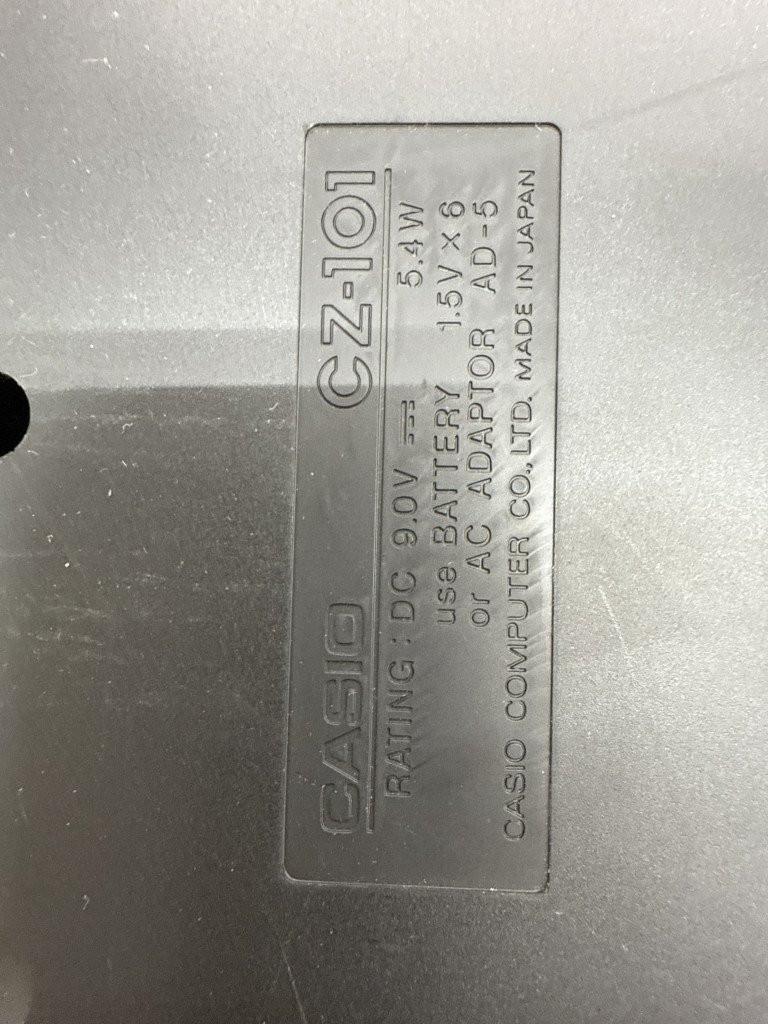 CASIO CZ-101
RATING : DC 9.0V ⎓ 5.4W
use BATTERY 1.5V × 6
or AC ADAPTOR AD-5
CASIO COMPUTER CO., LTD. MADE IN JAPAN